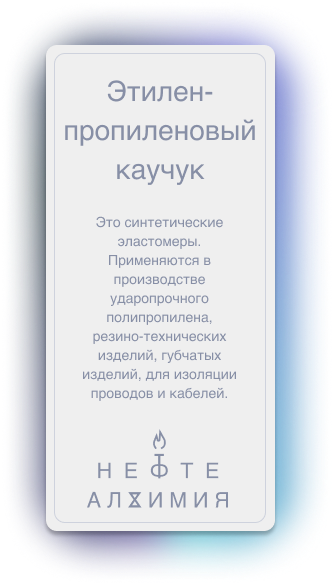 Этилен-
пропиленовый
каучук
Это синтетические
эластомеры.
Применяются в
производстве
ударопрочного
полипропилена,
резино-технических
изделий, губчатых
изделий, для изоляции
проводов и кабелей.
НЕФТЕ
АЛХИМИЯ